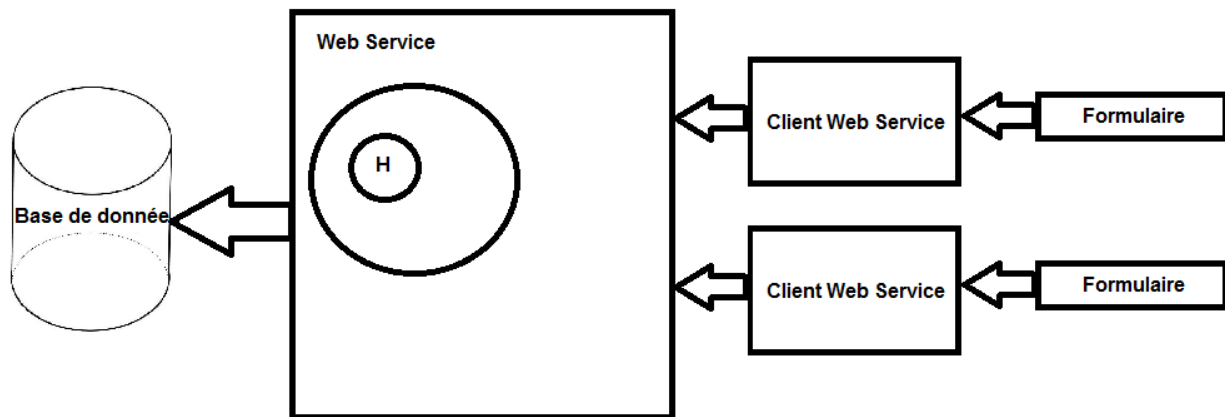 Web Service
H
Base de donnée
Client Web Service
Formulaire
Client Web Service
Formulaire